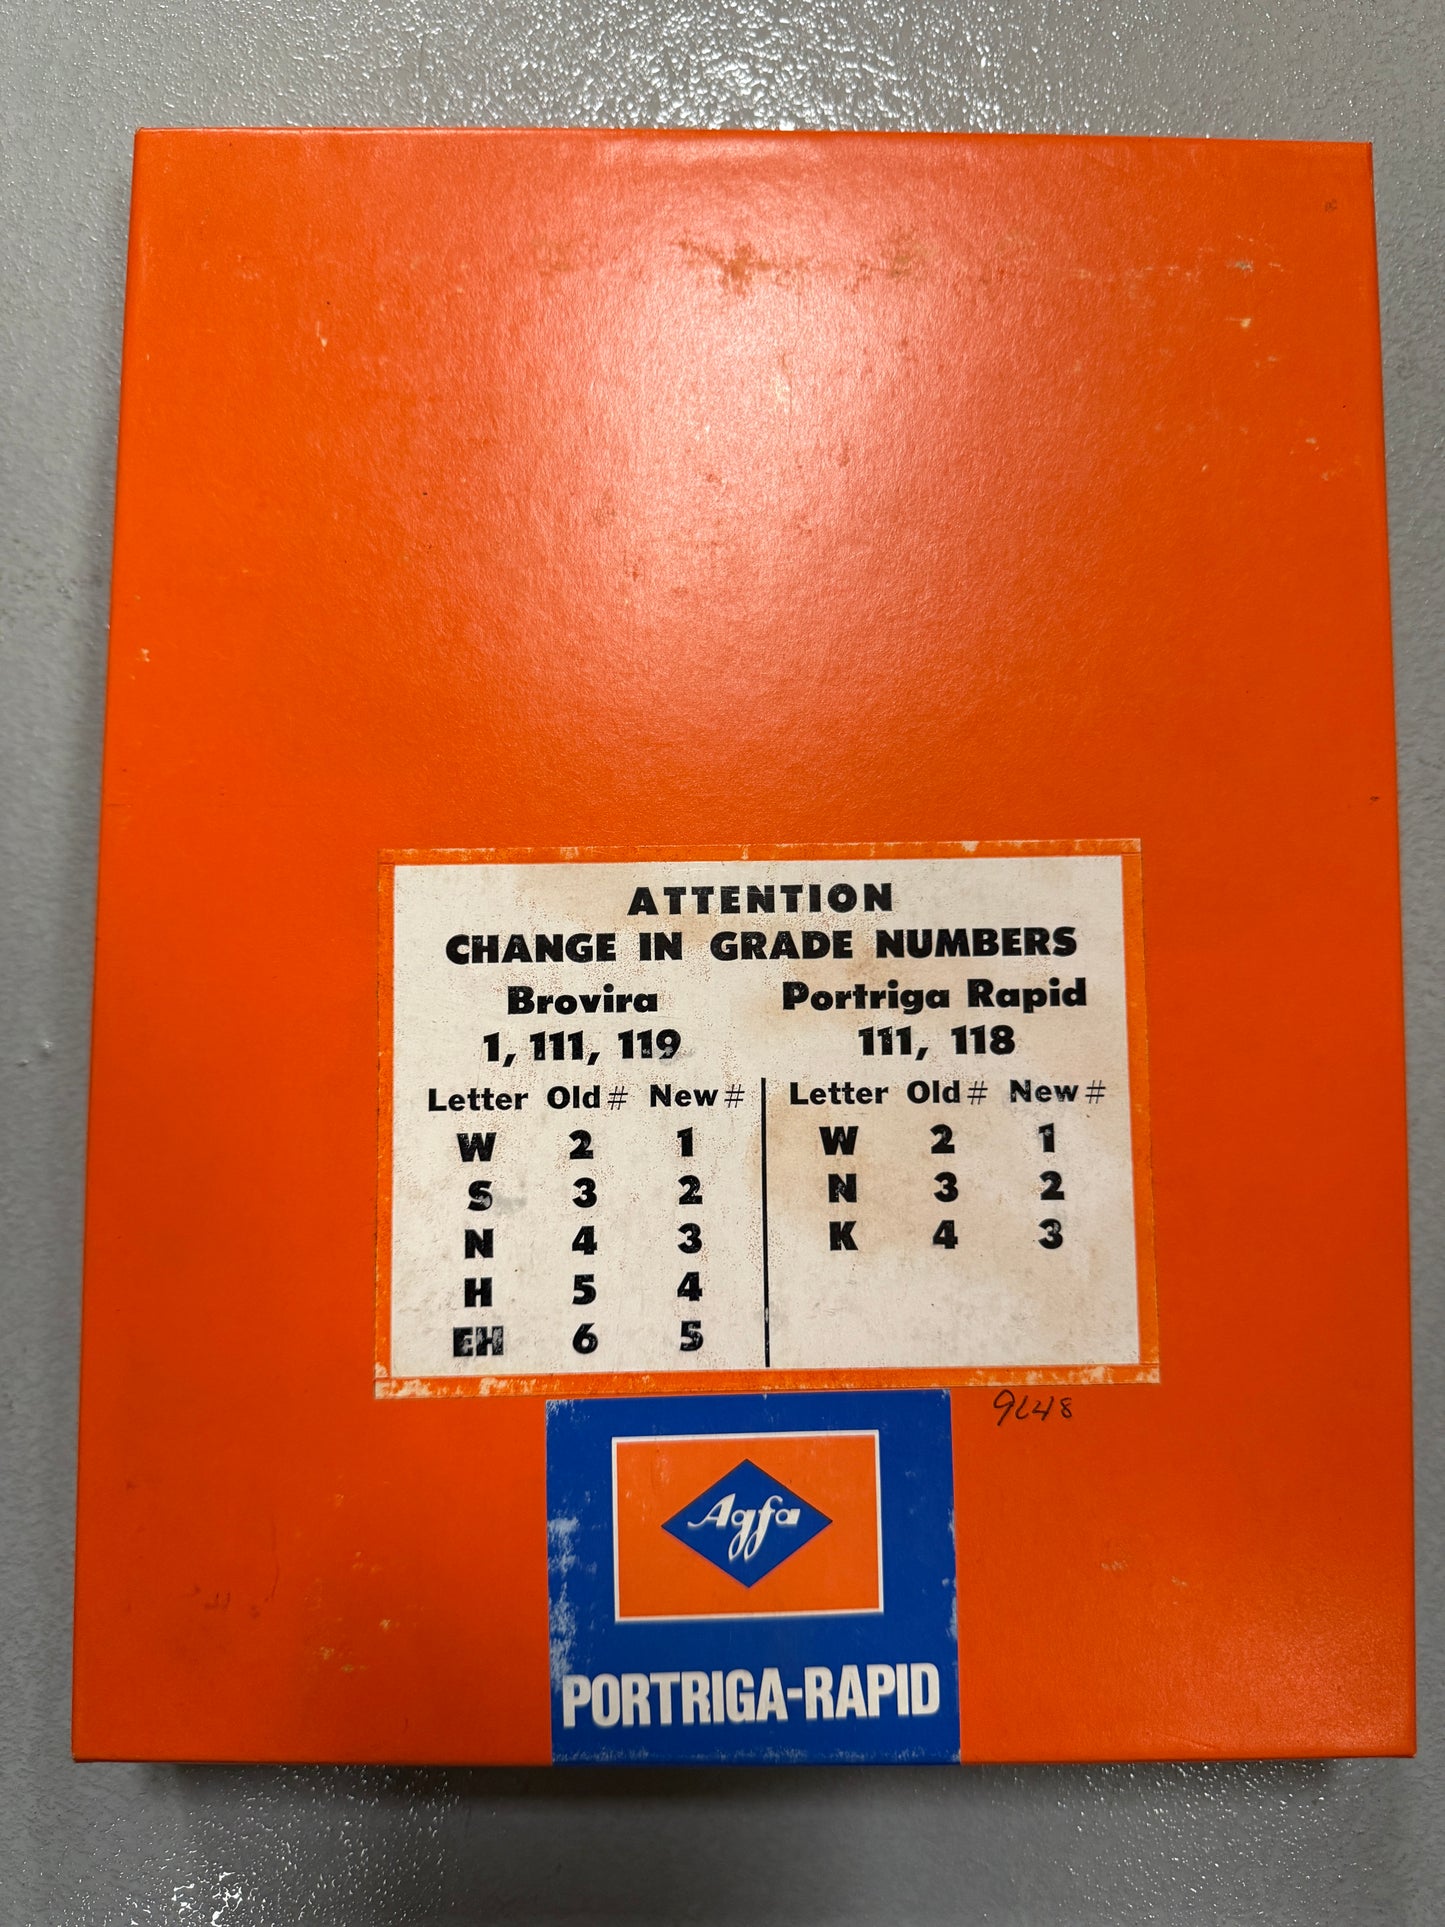 ATTENTION
CHANGE IN GRADE NUMBERS
Brovira
1, 111, 119
Letter Old # New #
W 2 1
S 3 2
N 4 3
H 5 4
EH 6 5
Portriga Rapid
111, 118
Letter Old # New #
W 2 1
N 3 2
K 4 3
Agfa
PORTRIGA-RAPID